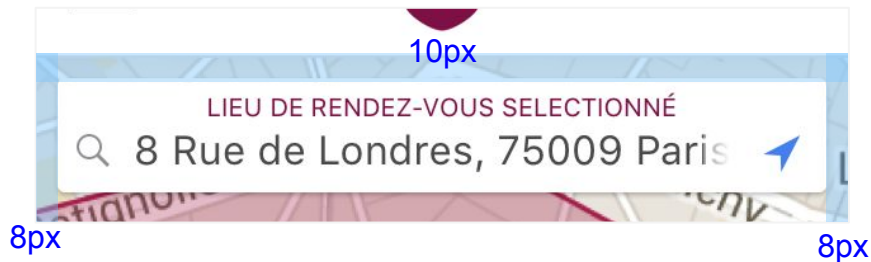 10px
LIEU DE RENDEZ-VOUS SELECTIONNÉ
8 Rue de Londres, 75009 Paris
8px
8px